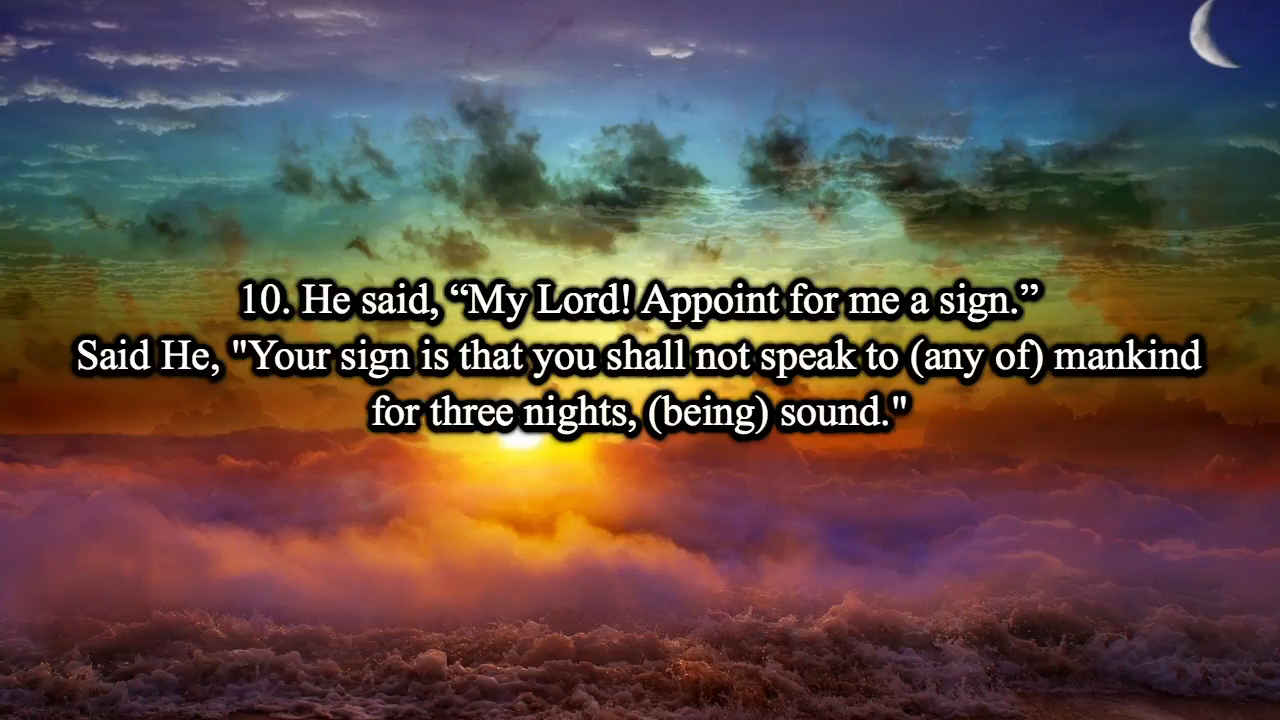 10. He said, “My Lord! Appoint for me a sign.”
Said He, "Your sign is that you shall not speak to (any of) mankind
for three nights, (being) sound."